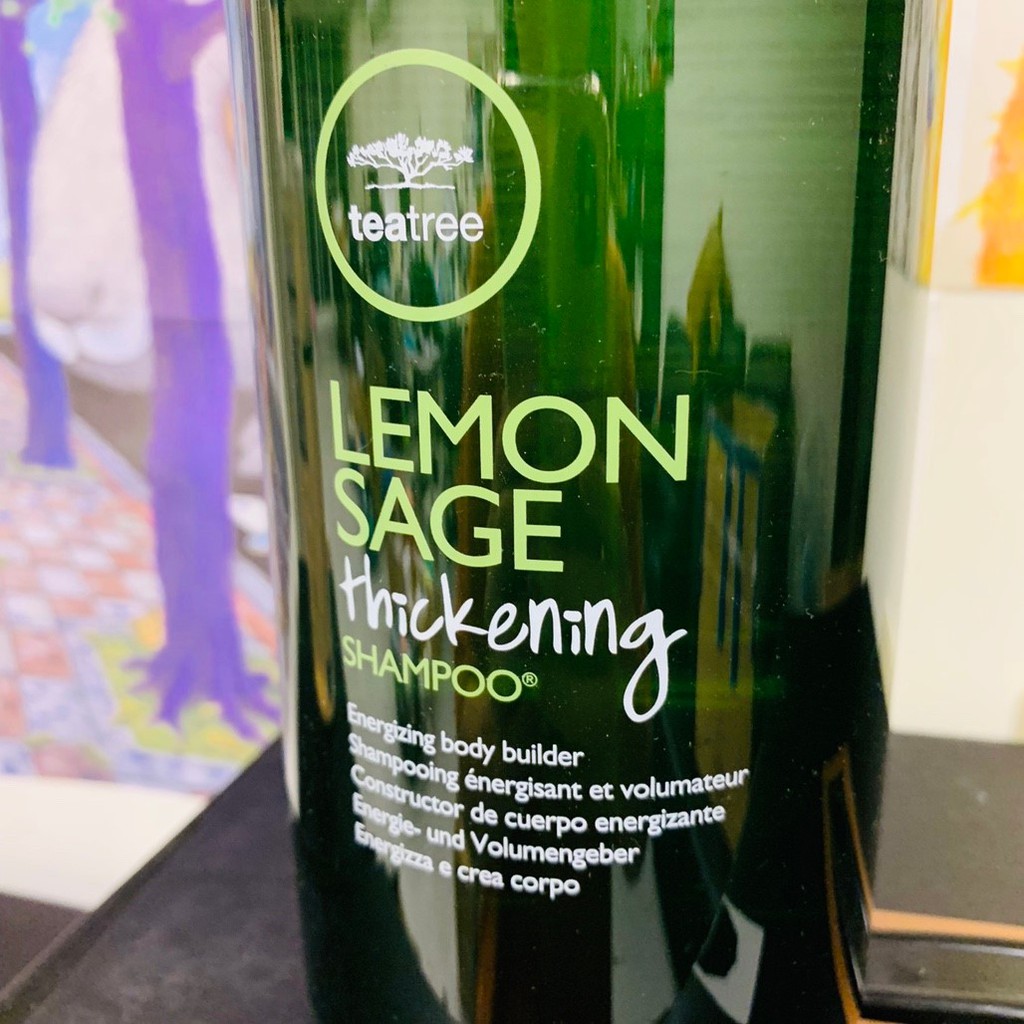 teatree
LEMON
SAGE
thickening
SHAMPOO®
Energizing body builder
Shampooing énergisant et volumateur
Constructor de cuerpo energizante
Energie- und Volumengeber
Energizza e crea corpo